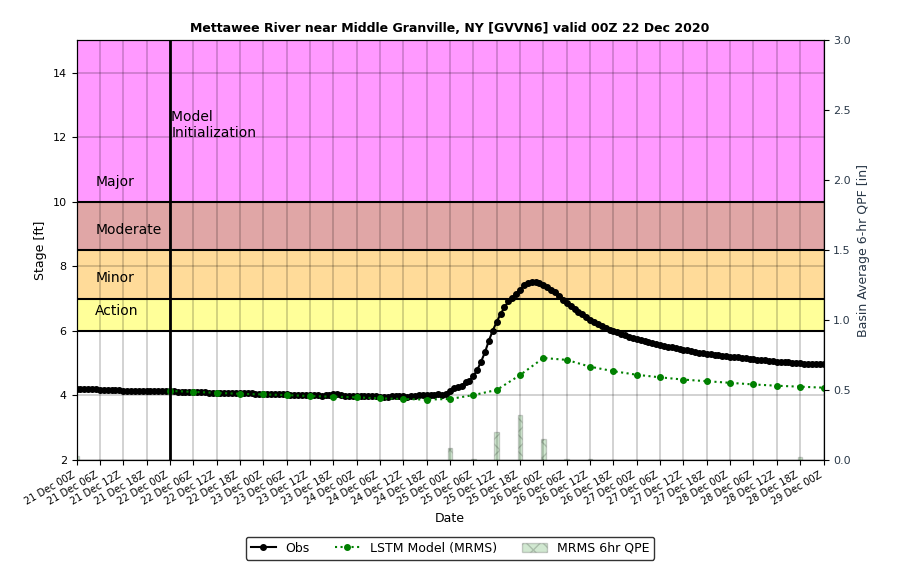 Mettawee River near Middle Granville, NY [GVVN6] valid 00Z 22 Dec 2020
14
12
10
8
6
4
2
Stage [ft]
Model
Initialization
Major
Moderate
Minor
Action
3.0
2.5
2.0
1.5
1.0
0.5
0.0
Basin Average 6-hr QPF [in]
21 Dec 00Z
21 Dec 06Z
21 Dec 12Z
21 Dec 18Z
22 Dec 00Z
22 Dec 06Z
22 Dec 12Z
22 Dec 18Z
23 Dec 00Z
23 Dec 06Z
23 Dec 12Z
23 Dec 18Z
24 Dec 00Z
24 Dec 06Z
24 Dec 12Z
24 Dec 18Z
25 Dec 00Z
25 Dec 06Z
25 Dec 12Z
25 Dec 18Z
26 Dec 00Z
26 Dec 06Z
26 Dec 12Z
26 Dec 18Z
27 Dec 00Z
27 Dec 06Z
27 Dec 12Z
27 Dec 18Z
28 Dec 00Z
28 Dec 06Z
28 Dec 12Z
28 Dec 18Z
29 Dec 00Z
Date
Obs
LSTM Model (MRMS)
MRMS 6hr QPE